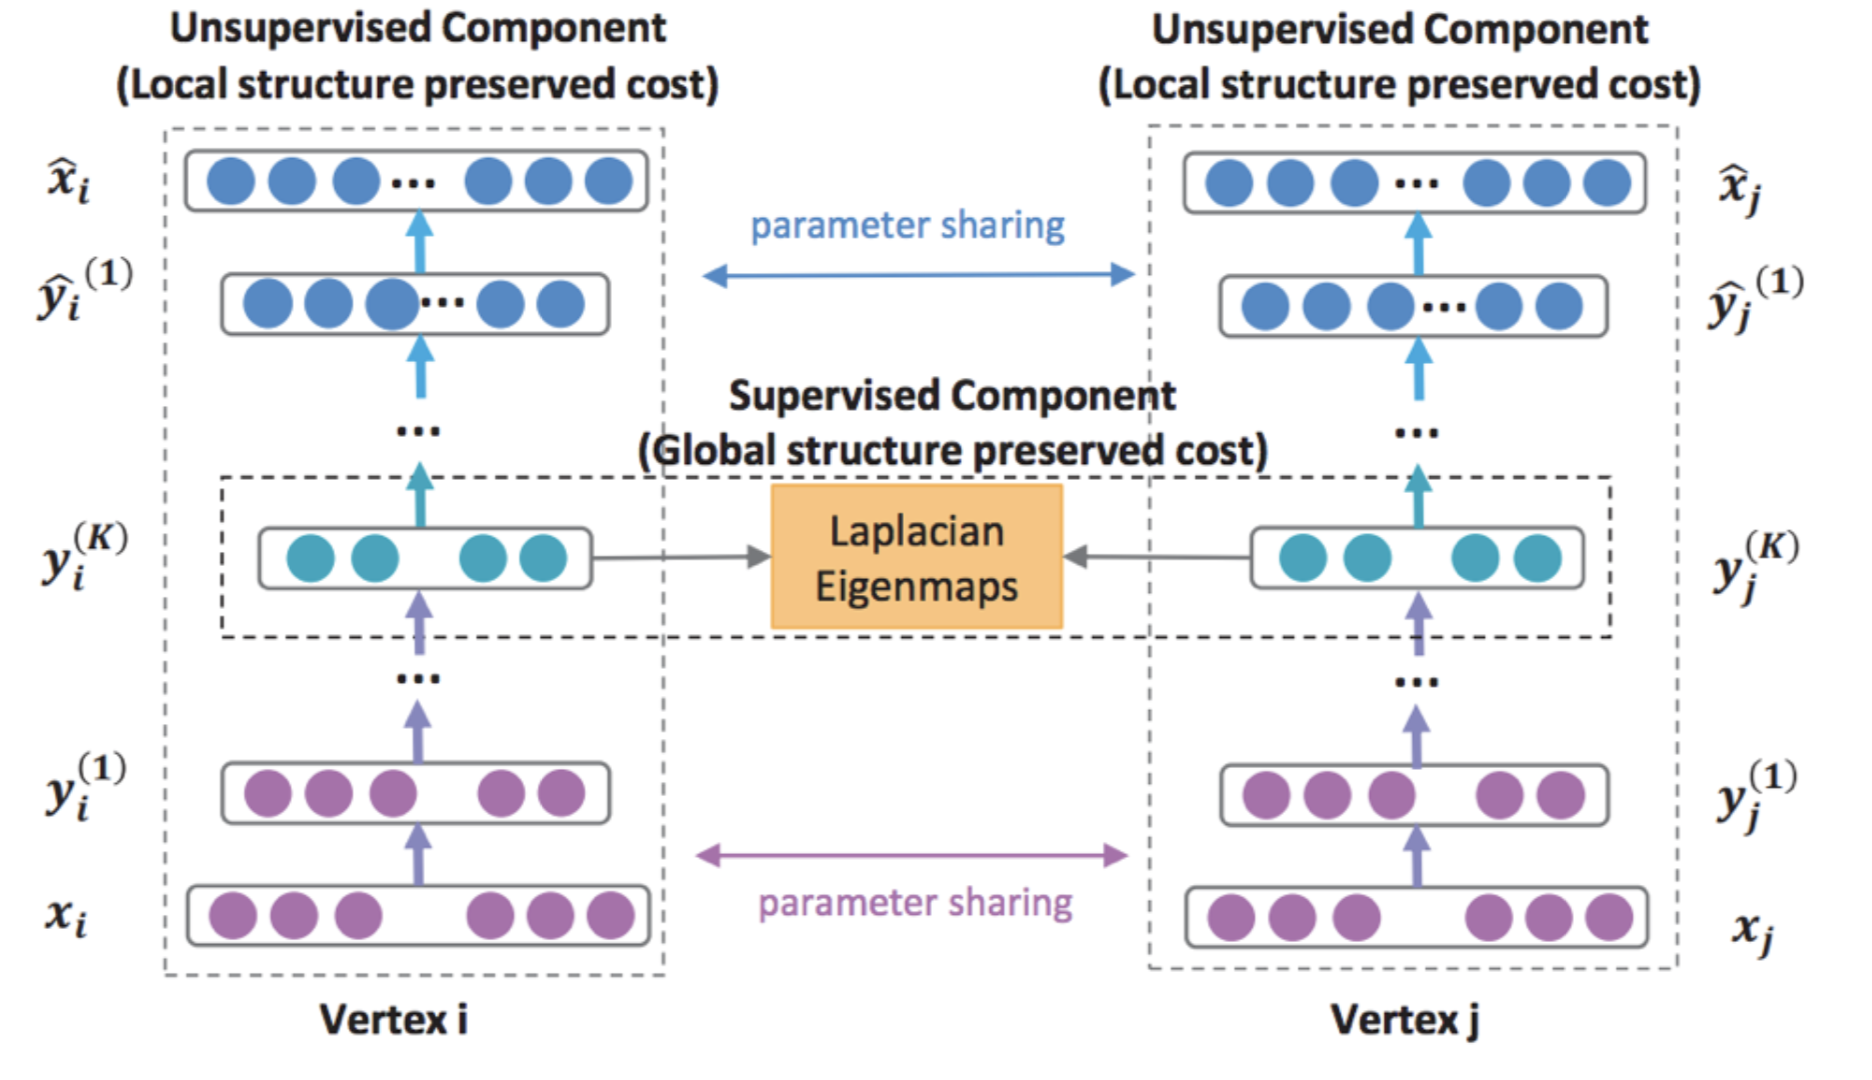 Unsupervised Component
(Local structure preserved cost)
Unsupervised Component
(Local structure preserved cost)
x̂ᵢ
...
parameter sharing
...
x̂ⱼ
ŷᵢ⁽¹⁾
...
...
ŷⱼ⁽¹⁾
...
Supervised Component
(Global structure preserved cost)
...
yᵢ⁽ᴷ⁾
Laplacian
Eigenmaps
yⱼ⁽ᴷ⁾
...
...
yᵢ⁽¹⁾
yⱼ⁽¹⁾
xᵢ
parameter sharing
xⱼ
Vertex i
Vertex j